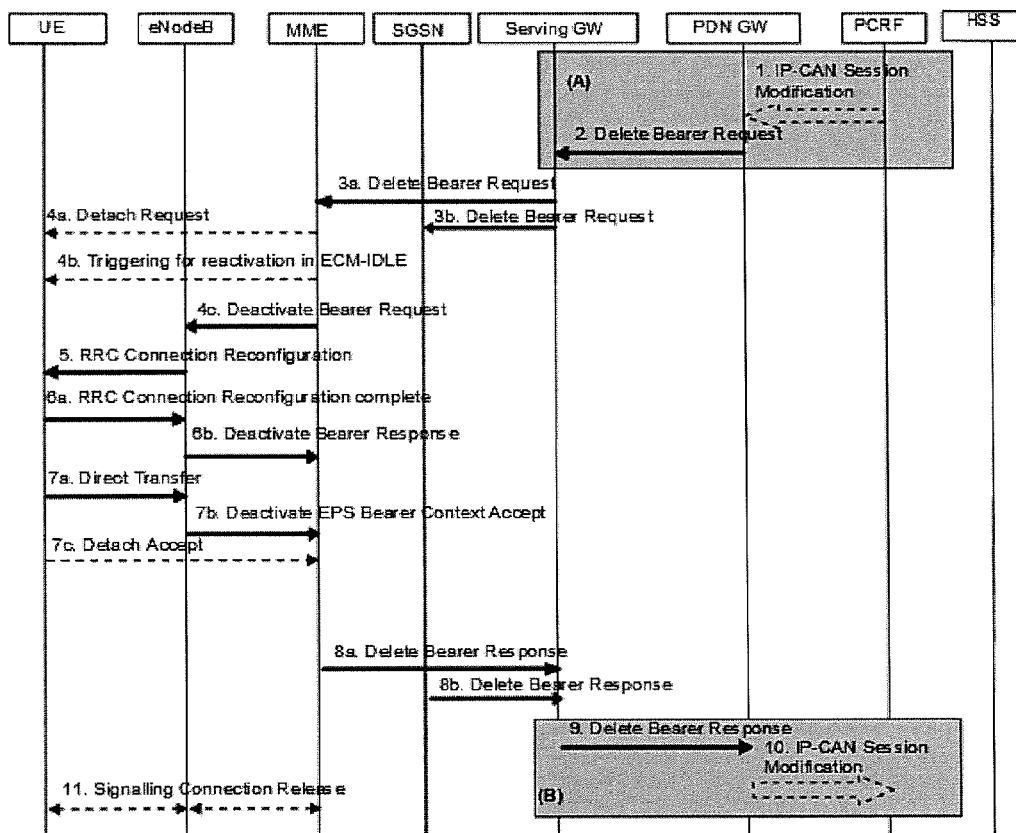 UE eNodeB MME SGSN Serving GW PDN GW PCRF HSS
(A)
1. IP-CAN Session
Modification
2. Delete Bearer Request
3a. Delete Bearer Request
3b. Delete Bearer Request
4a. Detach Request
4b. Triggering for reactivation in ECM-IDLE
4c. Deactivate Bearer Request
5. RRC Connection Reconfiguration
6a. RRC Connection Reconfiguration complete
6b. Deactivate Bearer Response
7a. Direct Transfer
7b. Deactivate EPS Bearer Context Accept
7c. Detach Accept
8a. Delete Bearer Response
8b. Delete Bearer Response
9. Delete Bearer Response
10. IP-CAN Session
Modification
11. Signalling Connection Release
(B)